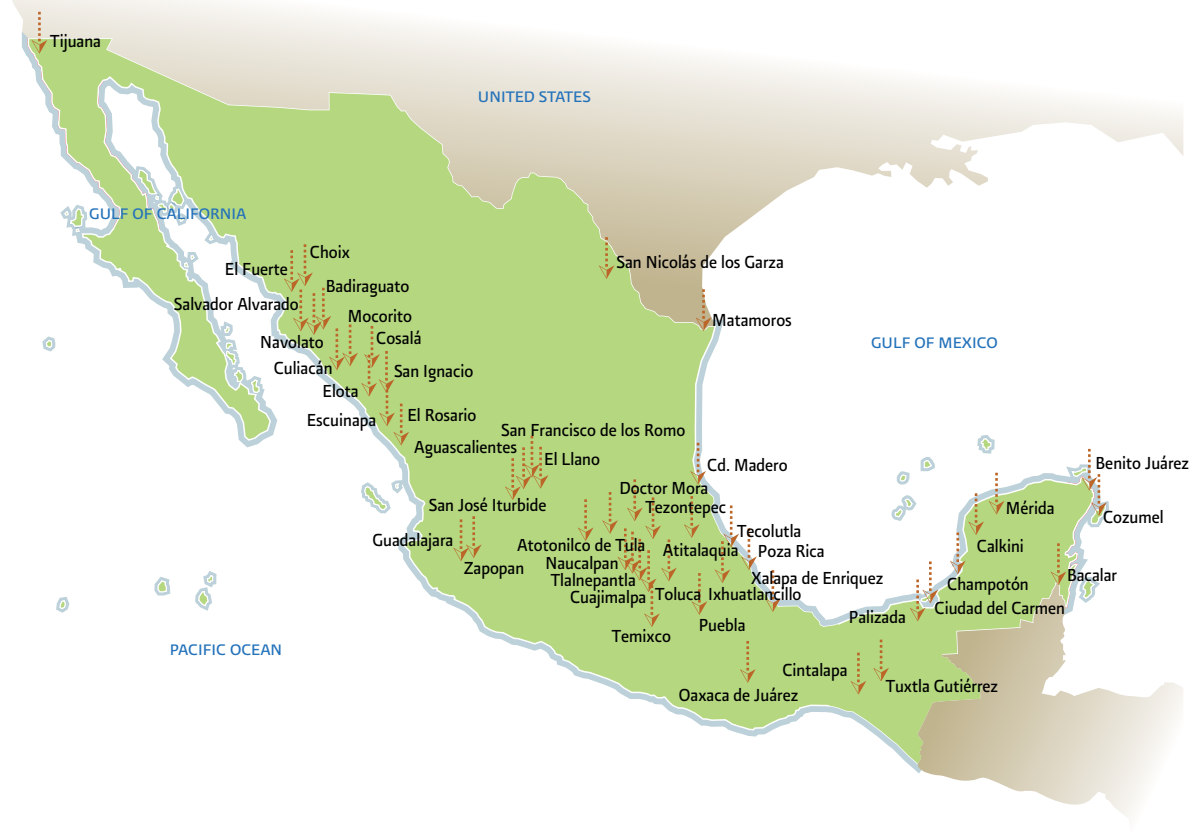 Tijuana
UNITED STATES
GULF OF CALIFORNIA
Choix
San Nicolás de los Garza
El Fuerte
Badiraguato
Salvador Alvarado
Mocorito
Matamoros
Navolato
Cosalá
GULF OF MEXICO
Culiacán
San Ignacio
Elota
El Rosario
Escuinapa
San Francisco de los Romo
Aguascalientes
El Llano
Cd. Madero
Benito Juárez
Doctor Mora
San José Iturbide
Tezontepec
Mérida
Cozumel
Tecolutla
Guadalajara
Atotonilco de Tula
Atitalaquia
Poza Rica
Calkini
Zapopan
Naucalpan
Tlalnepantla
Xalapa de Enriquez
Bacalar
Champotón
Cuajimalpa
Toluca
Ixhuatlancillo
Ciudad del Carmen
Palizada
Puebla
Temixco
PACIFIC OCEAN
Cintalapa
Tuxtla Gutiérrez
Oaxaca de Juárez